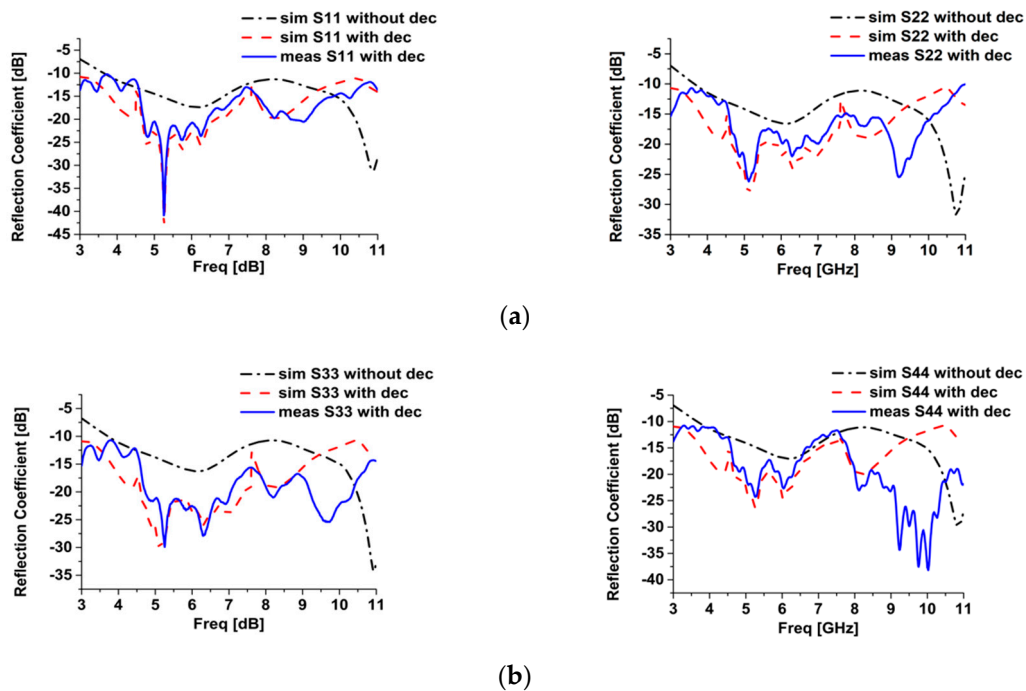 sim S11 without dec
sim S11 with dec
meas S11 with dec
Reflection Coefficient [dB]
-5
-10
-15
-20
-25
-30
-35
-40
-45
3 4 5 6 7 8 9 10 11
Freq [dB]
sim S22 without dec
sim S22 with dec
meas S22 with dec
Reflection Coefficient [dB]
-5
-10
-15
-20
-25
-30
-35
3 4 5 6 7 8 9 10 11
Freq [GHz]
(a)
sim S33 without dec
sim S33 with dec
meas S33 with dec
Reflection Coefficient [dB]
-5
-10
-15
-20
-25
-30
-35
3 4 5 6 7 8 9 10 11
Freq [dB]
sim S44 without dec
sim S44 with dec
meas S44 with dec
Reflection Coefficient [dB]
-5
-10
-15
-20
-25
-30
-35
-40
3 4 5 6 7 8 9 10 11
Freq [GHz]
(b)